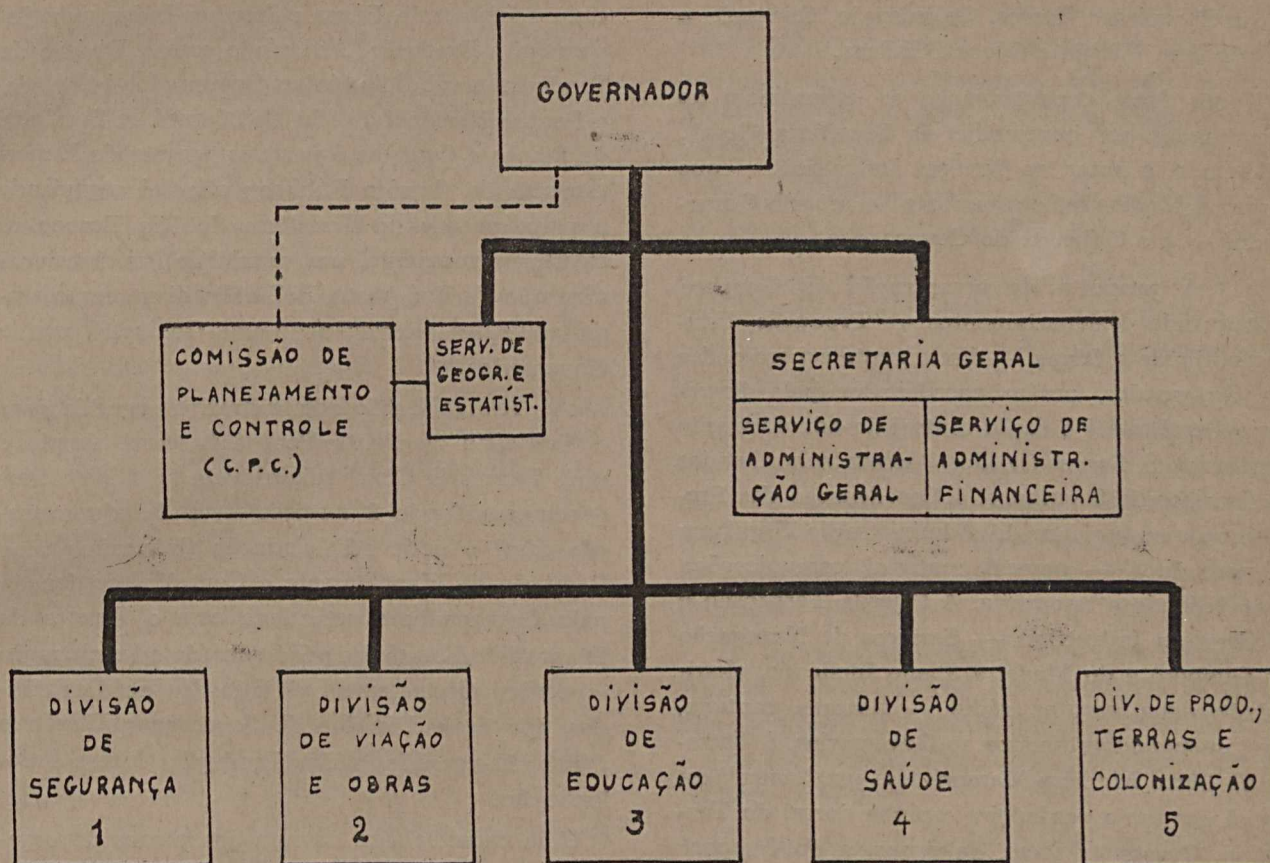 GOVERNADOR
COMISSÃO DE
PLANEJAMENTO
E CONTROLE
(C. P. C.)
SERV. DE
GEOGR. E
ESTATÍST.
SECRETARIA GERAL
SERVIÇO DE
ADMINISTRA-
ÇÃO GERAL
SERVIÇO DE
ADMINISTR.
FINANCEIRA
DIVISÃO
DE
SEGURANÇA
1
DIVISÃO
DE VIAÇÃO
E OBRAS
2
DIVISÃO
DE
EDUCAÇÃO
3
DIVISÃO
DE
SAÚDE
4
DIV. DE PROD.,
TERRAS E
COLONIZAÇÃO
5